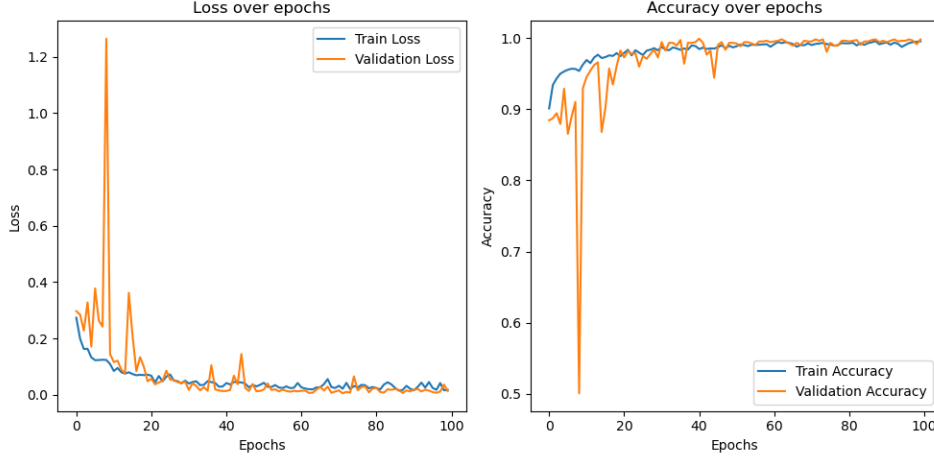 Loss over epochs
Train Loss
Validation Loss
1.2
1.0
0.8
0.6
0.4
0.2
0.0
Loss
0
20
40
60
80
100
Epochs
Accuracy over epochs
1.0
0.9
0.8
0.7
0.6
0.5
Accuracy
Train Accuracy
Validation Accuracy
0
20
40
60
80
100
Epochs